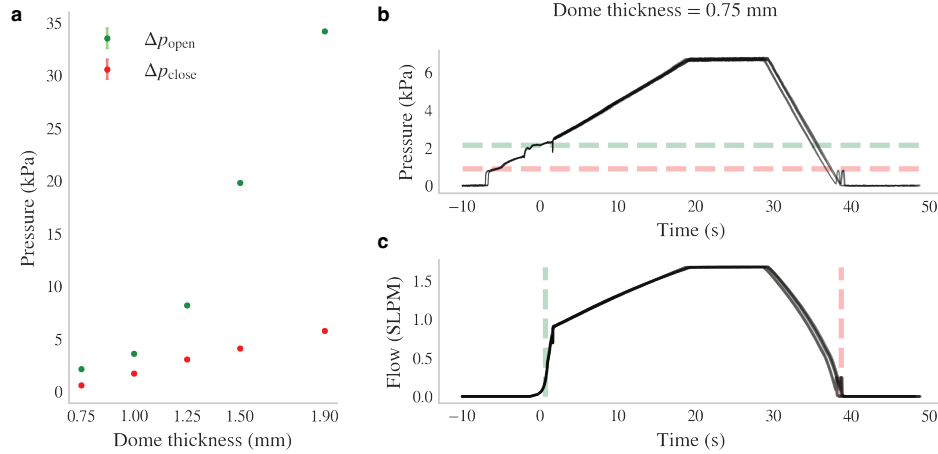 a
35
30
25
20
15
10
5
0
Pressure (kPa)
Δp_open
Δp_close
0.75 1.00 1.25 1.50 1.90
Dome thickness (mm)
b
Dome thickness = 0.75 mm
6
4
2
0
Pressure (kPa)
−10 0 10 20 30 40 50
Time (s)
c
1.5
1.0
0.5
0.0
Flow (SLPM)
−10 0 10 20 30 40 50
Time (s)